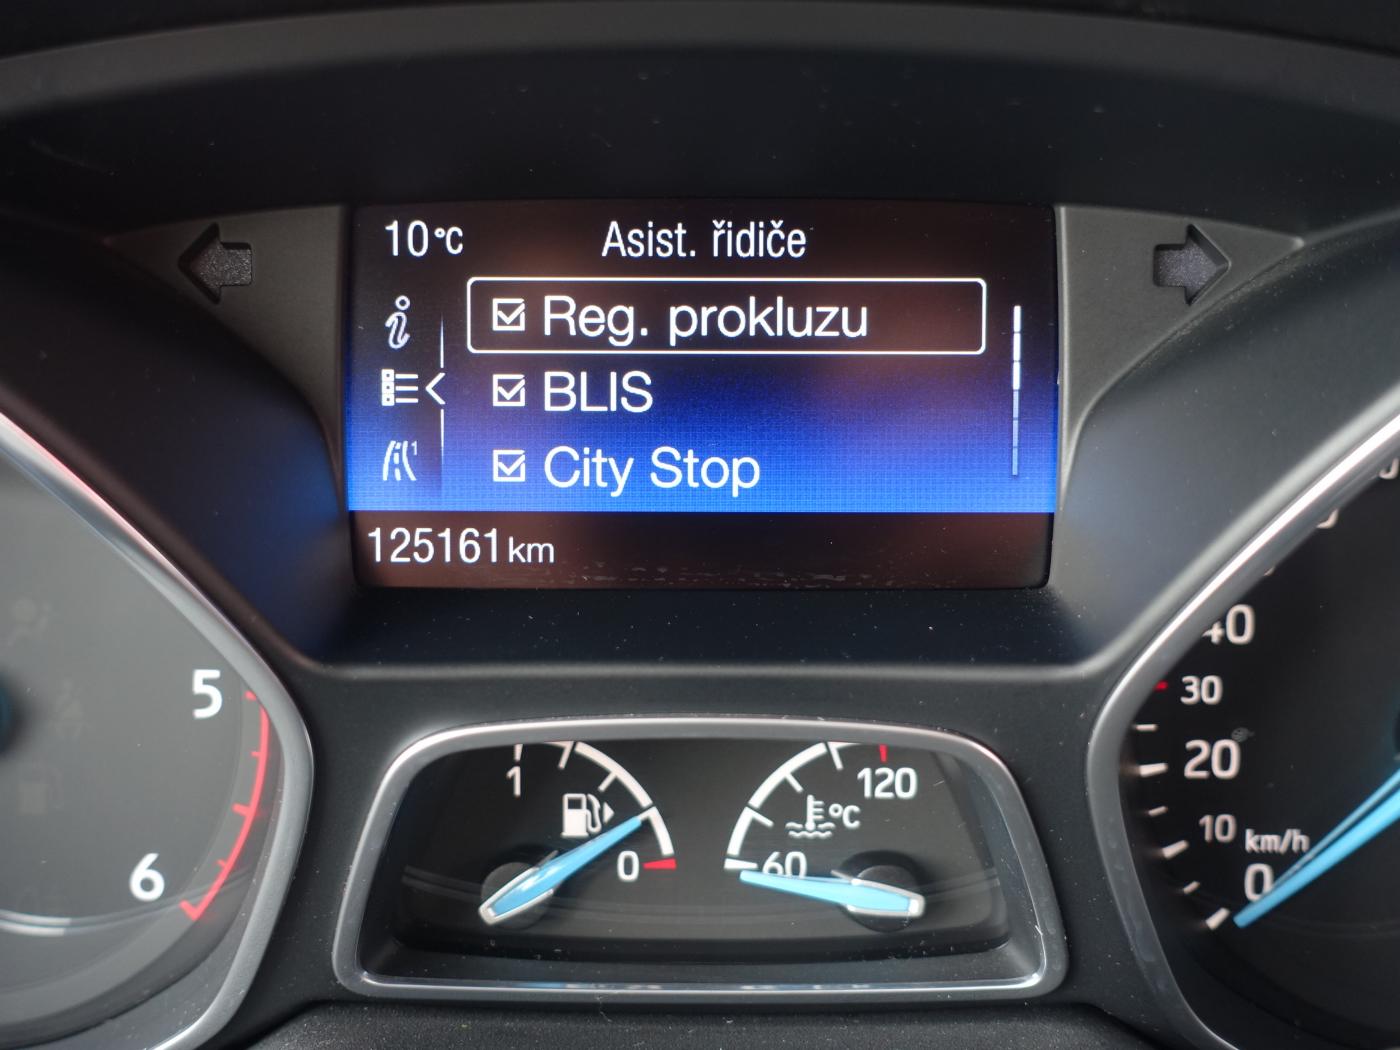 10°C Asist. řidiče
Reg. prokluzu
BLIS
City Stop
125161 km
5
6
1
0
°C
120
60
40
30
20
10
km/h
0